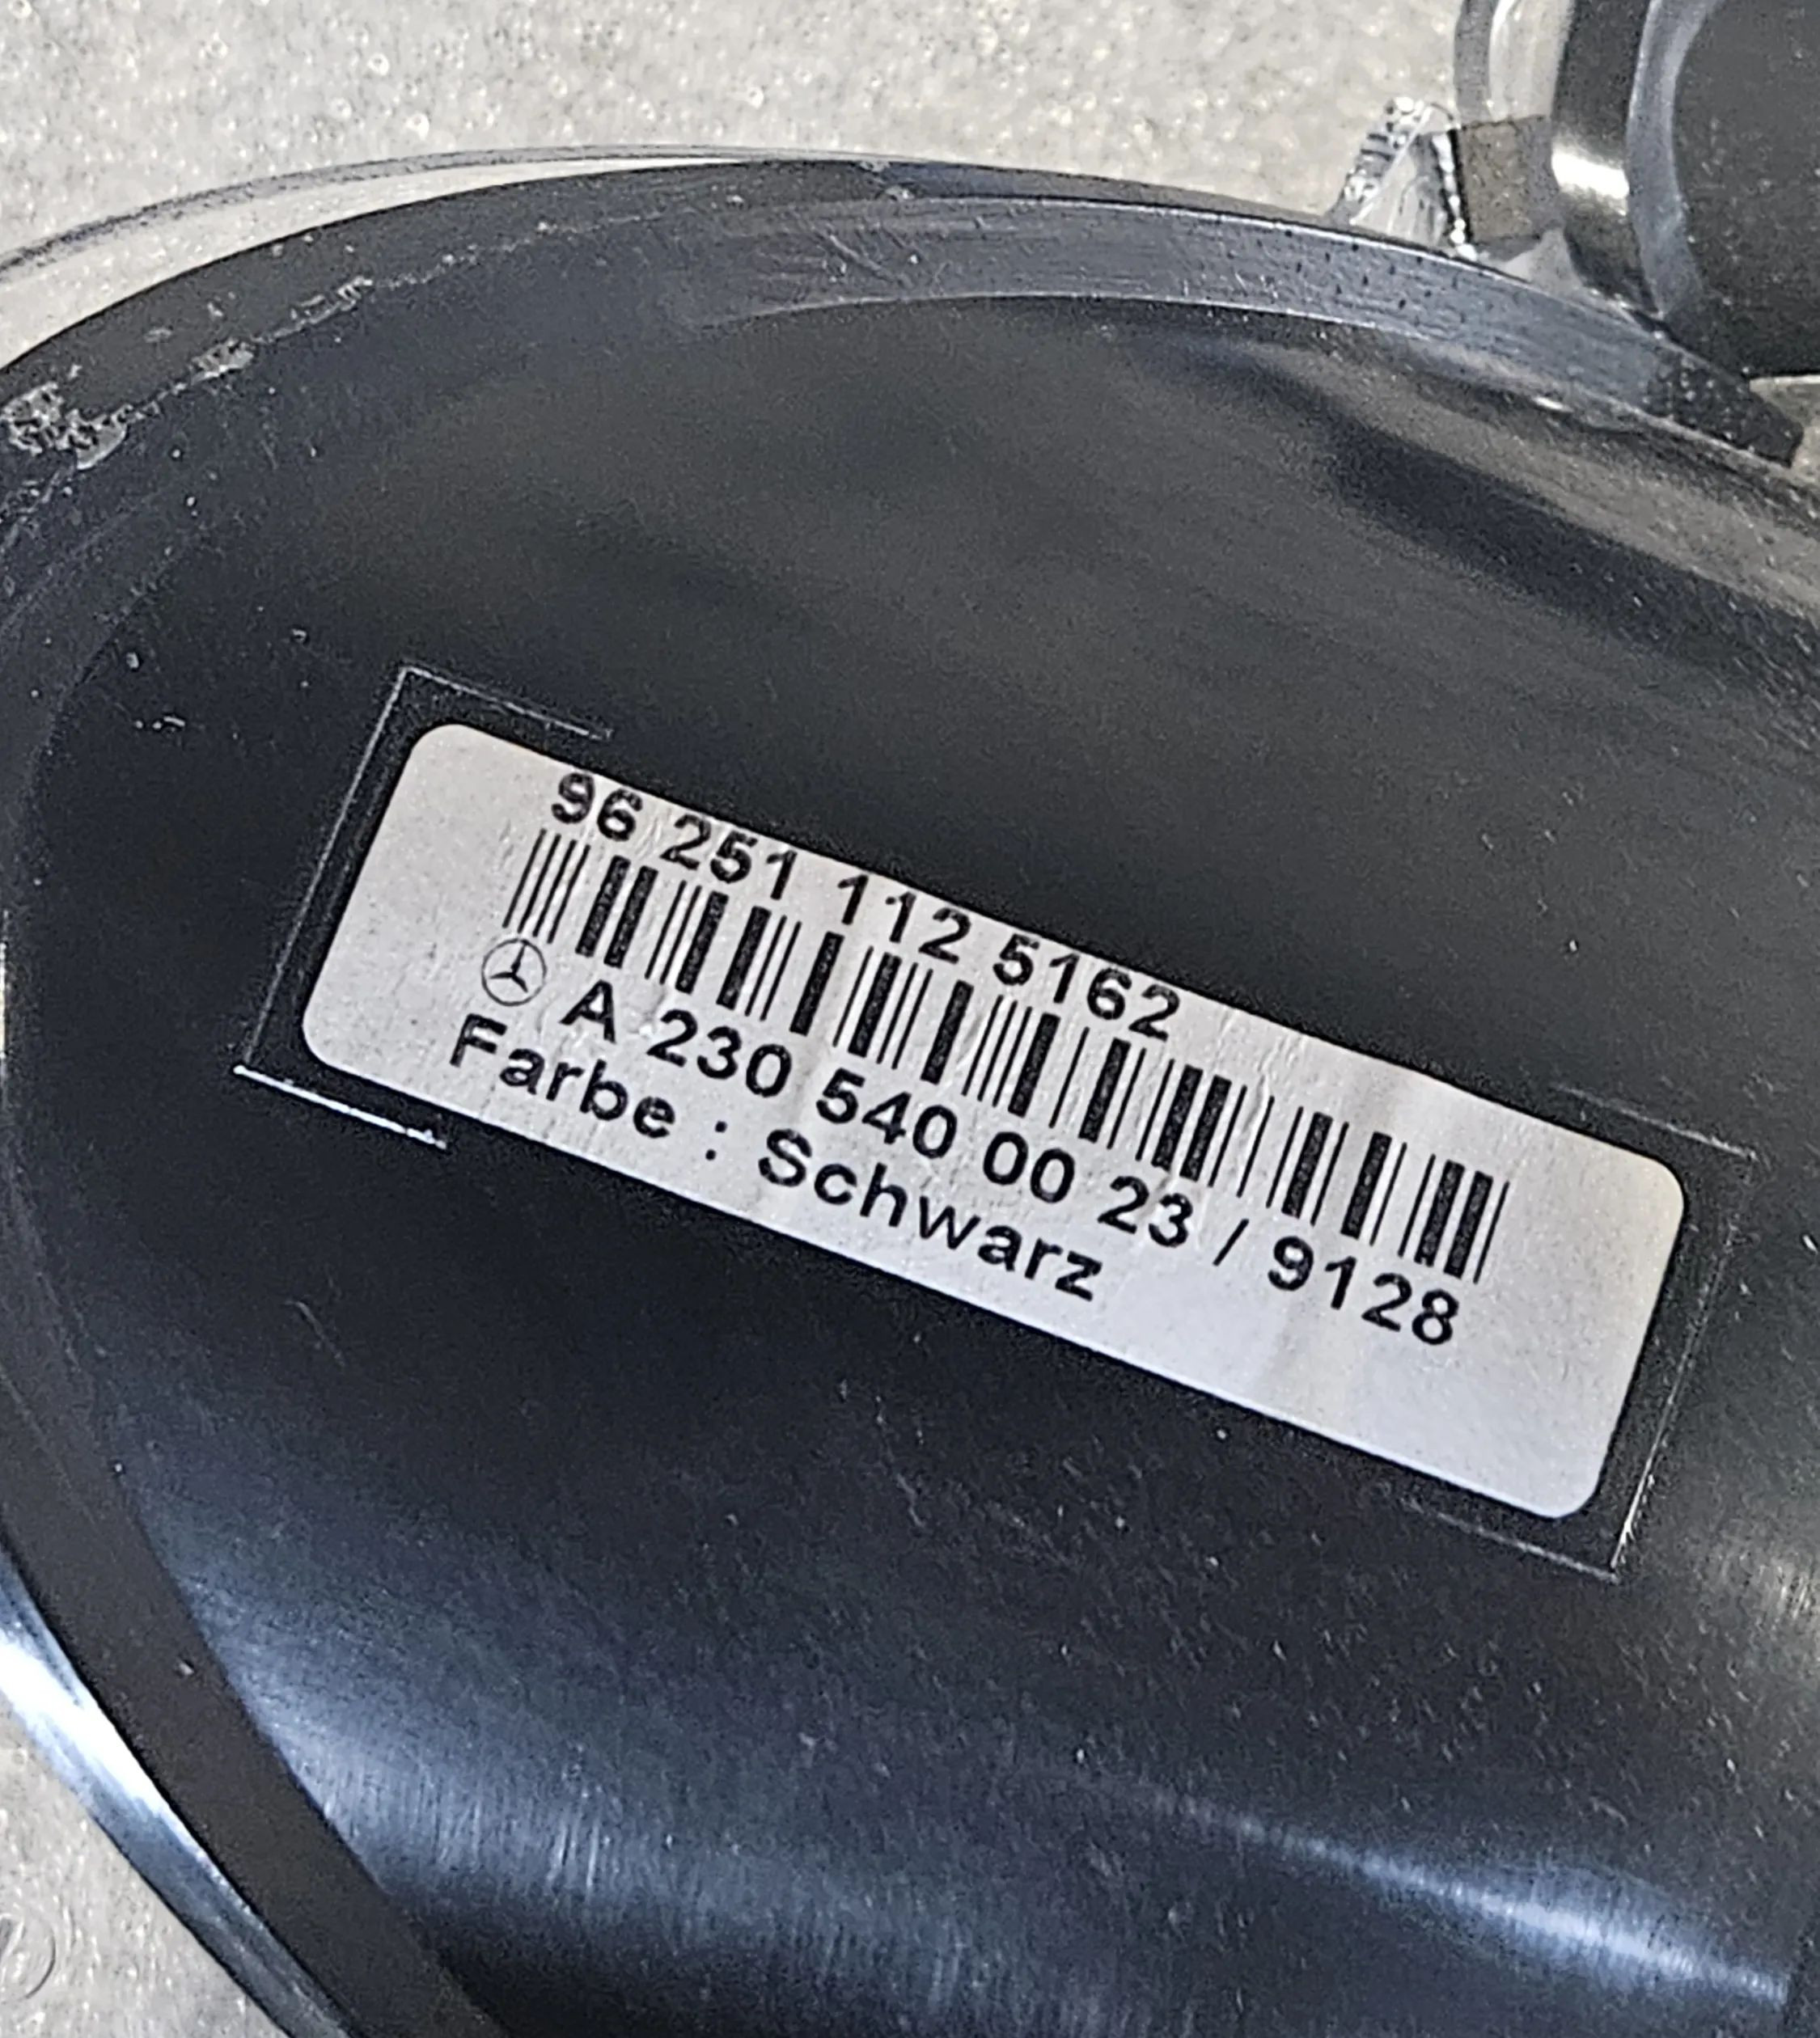 96 251 112 5162
A 230 540 00 23 / 9128
Farbe : Schwarz